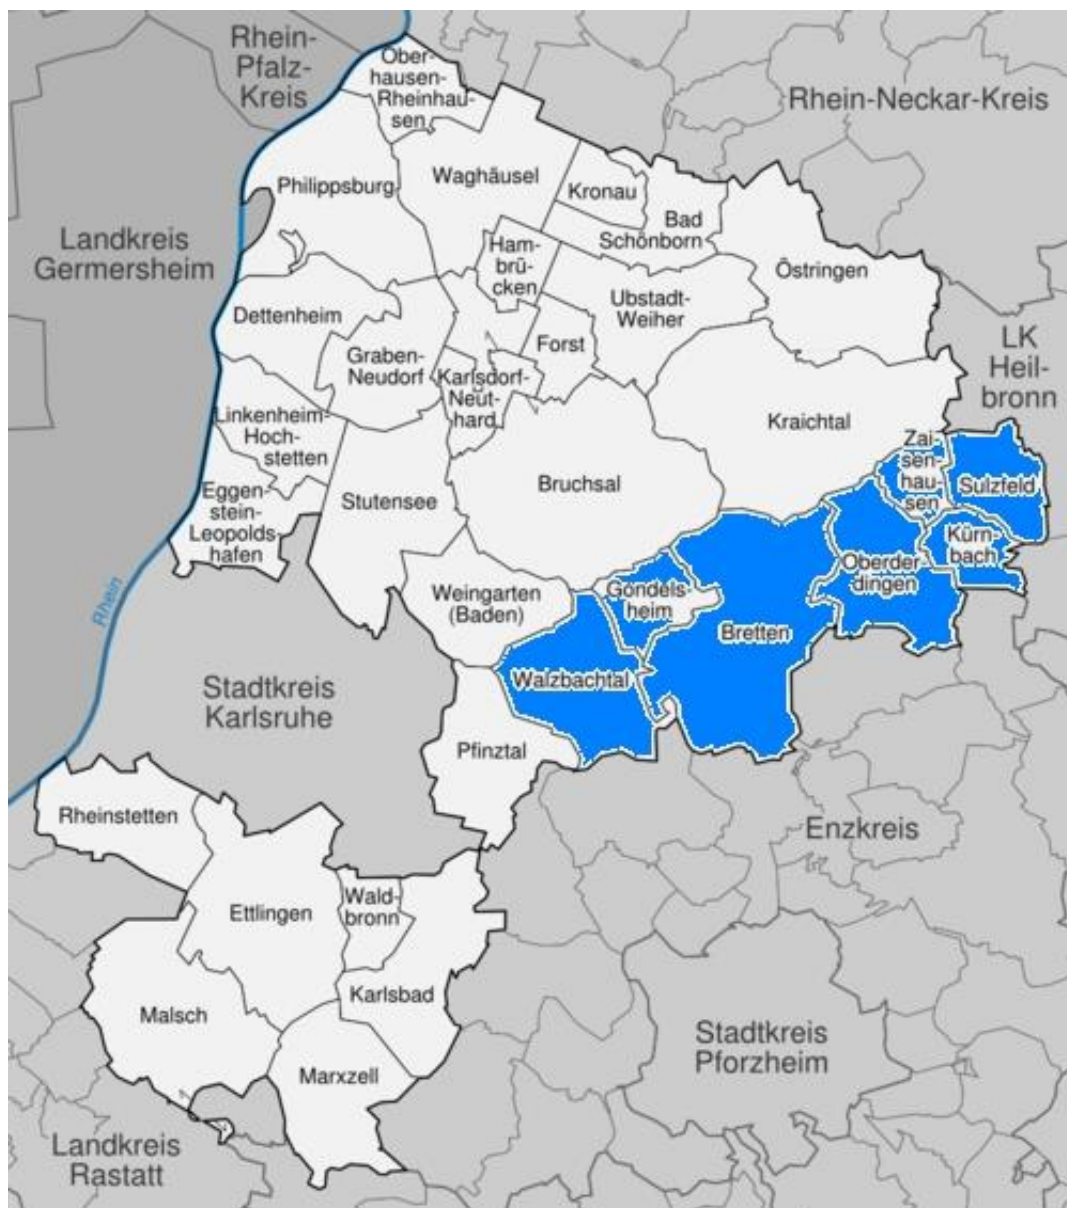 Rhein-
Pfalz-
Kreis
Ober-
hausen-
Rheinhau-
sen
Rhein-Neckar-Kreis
Philippsburg
Waghäusel
Kronau
Bad
Schönborn
Landkreis
Germersheim
Ham-
brü-
cken
Östringen
Dettenheim
Ubstadt-
Weiher
Graben-
Neudorf
Forst
LK
Heil-
bronn
Karlsdorf-
Neut-
hard
Linkenheim-
Hoch-
stetten
Kraichtal
Zai-
sen-
hau-
sen
Sulzfeld
Eggen-
stein-
Leopolds-
hafen
Stutensee
Bruchsal
Kürn-
bach
Oberder-
dingen
Rhein
Weingarten
(Baden)
Gondels-
heim
Bretten
Walzbachtal
Stadtkreis
Karlsruhe
Pfinztal
Rheinstetten
Enzkreis
Wald-
bronn
Ettlingen
Karlsbad
Malsch
Stadtkreis
Pforzheim
Marxzell
Landkreis
Rastatt